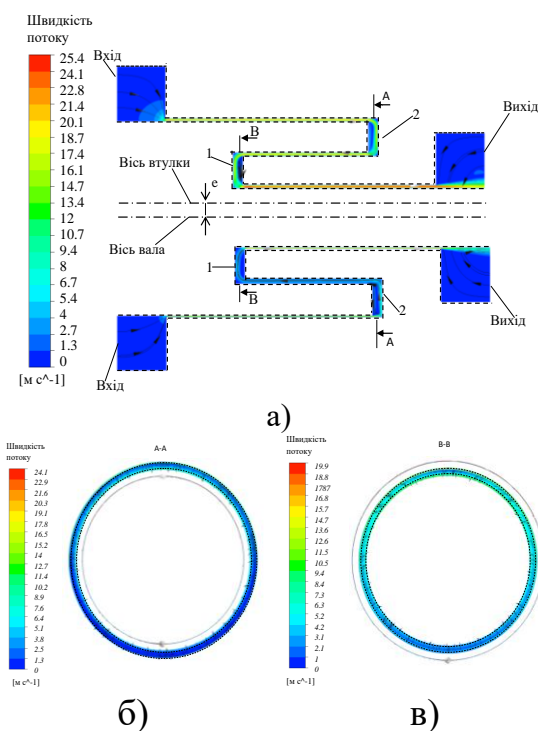 Швидкість
потоку
25.4
24.1
22.8
21.4
20.1
18.8
17.4
16.1
14.7
13.4
12
10.7
9.4
8
6.7
5.4
4
2.7
1.3
0
[м с^-1]
Вхід
A
2
Вихід
B
1
Вісь втулки
e
Вісь вала
1
B
2
A
Вхід
Вихід
а)
Швидкість
потоку
24.1
22.6
21.6
20.3
19.1
17.8
16.5
15.2
14
12.7
11.4
10.2
8.9
7.6
6.4
5.1
3.8
2.5
1.3
0
[м с^-1]
А-А
б)
Швидкість
потоку
19.9
18.8
1787
16.7
15.7
14.7
13.6
12.6
11.5
10.5
9.4
8.4
7.3
6.3
5.2
4.2
3.1
2.1
1
0
[м с^-1]
В-В
в)